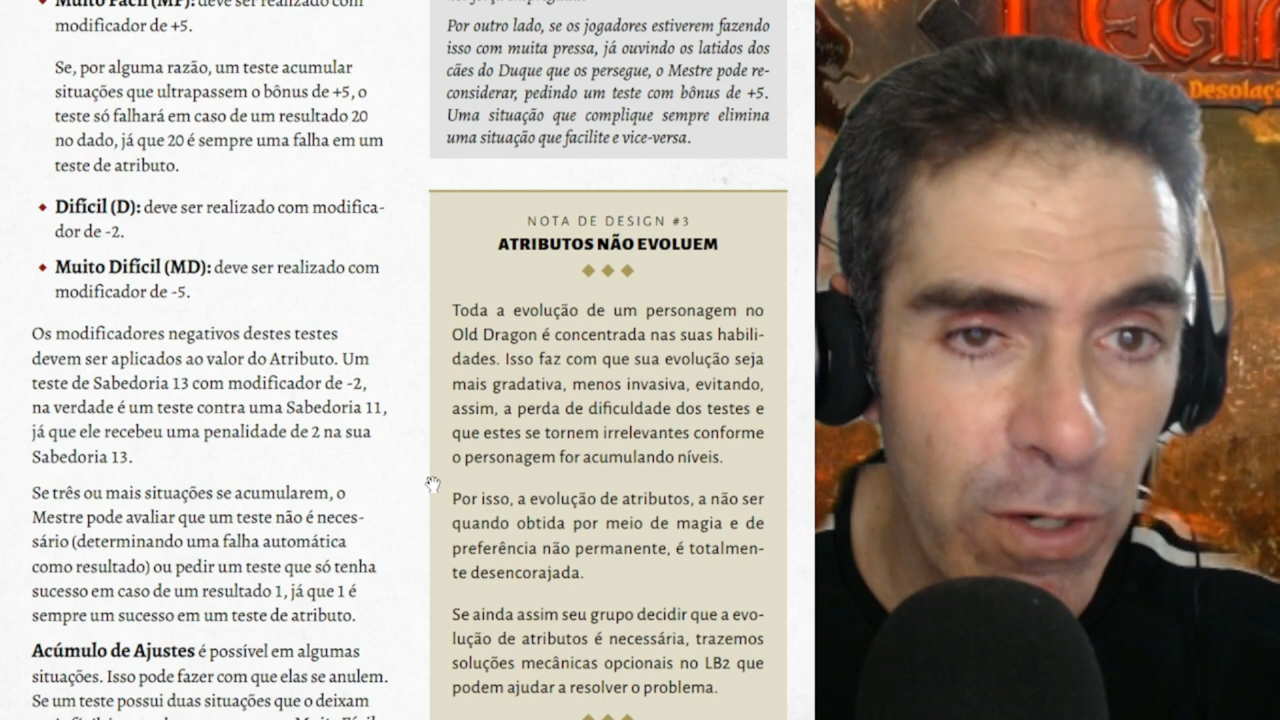 Muito Fácil (MF): deve ser realizado com
modificador de +5.
Se, por alguma razão, um teste acumular
situações que ultrapassem o bônus de +5, o
teste só falhará em caso de um resultado 20
no dado, já que 20 é sempre uma falha em um
teste de atributo.
Difícil (D): deve ser realizado com modifica-
dor de -2.
Muito Difícil (MD): deve ser realizado com
modificador de -5.
Os modificadores negativos destes testes
devem ser aplicados ao valor do Atributo. Um
teste de Sabedoria 13 com modificador de -2,
na verdade é um teste contra uma Sabedoria 11,
já que ele recebeu uma penalidade de 2 na sua
Sabedoria 13.
Se três ou mais situações se acumularem, o
Mestre pode avaliar que um teste não é neces-
sário (determinando uma falha automática
como resultado) ou pedir um teste que só tenha
sucesso em caso de um resultado 1, já que 1 é
sempre um sucesso em um teste de atributo.
Acúmulo de Ajustes é possível em algumas
situações. Isso pode fazer com que elas se anulem.
Se um teste possui duas situações que o deixam
Por outro lado, se os jogadores estiverem fazendo
isso com muita pressa, já ouvindo os latidos dos
cães do Duque que os persegue, o Mestre pode re-
considerar, pedindo um teste com bônus de +5.
Uma situação que complique sempre elimina
uma situação que facilite e vice-versa.
NOTA DE DESIGN #3
ATRIBUTOS NÃO EVOLUEM
Toda a evolução de um personagem no
Old Dragon é concentrada nas suas habili-
dades. Isso faz com que sua evolução seja
mais gradativa, menos invasiva, evitando,
assim, a perda de dificuldade dos testes e
que estes se tornem irrelevantes conforme
o personagem for acumulando níveis.
Por isso, a evolução de atributos, a não ser
quando obtida por meio de magia e de
preferência não permanente, é totalmen-
te desencorajada.
Se ainda assim seu grupo decidir que a evo-
lução de atributos é necessária, trazemos
soluções mecânicas opcionais no LB2 que
podem ajudar a resolver o problema.